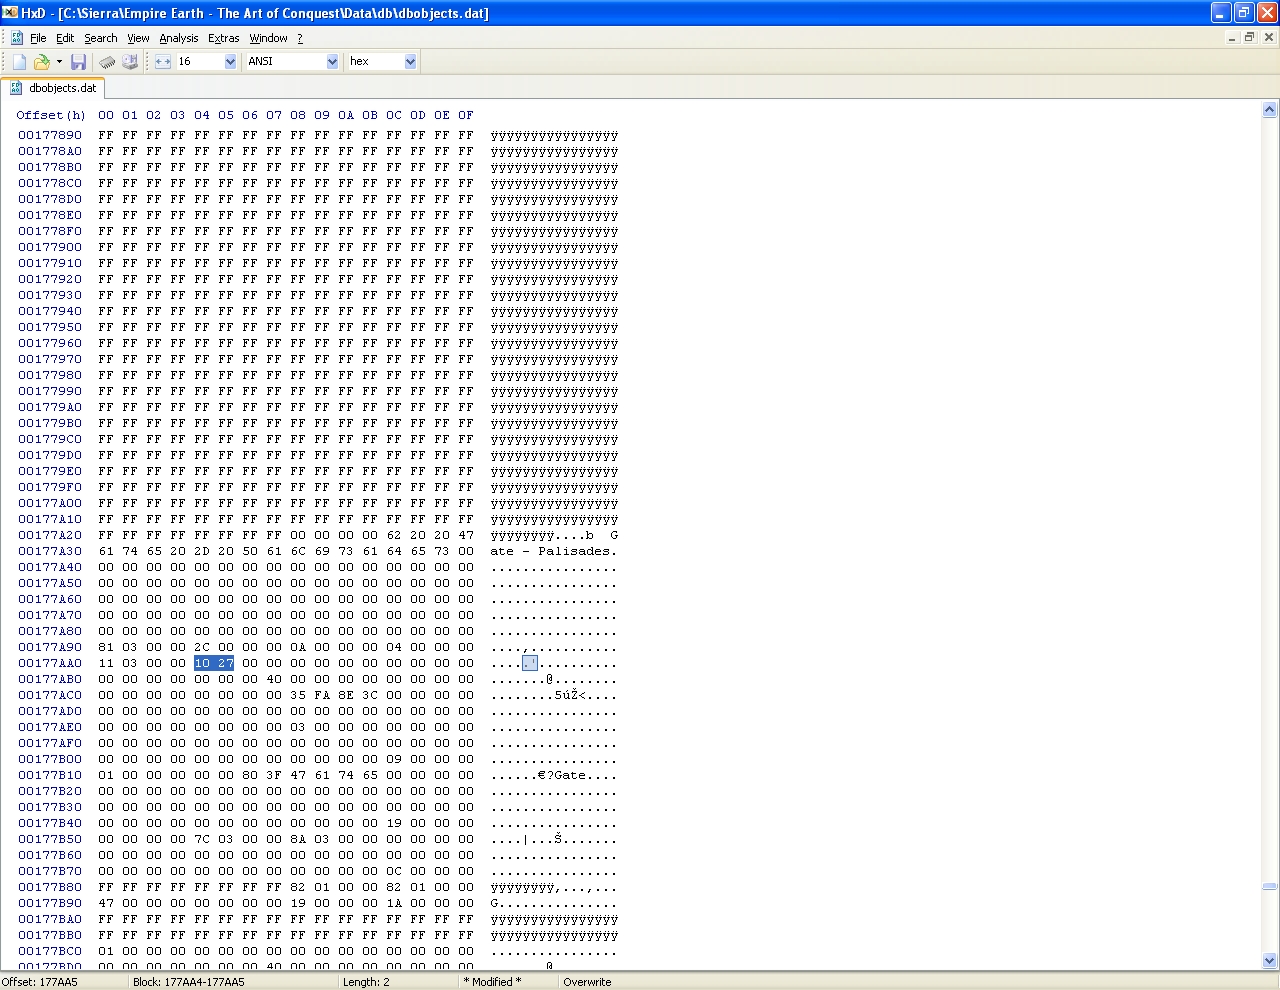 HxD - [C:\Sierra\Empire Earth - The Art of Conquest\Data\db\dbobjects.dat]
File Edit Search View Analysis Extras Window ?
16 ANSI hex
dbobjects.dat
Offset(h) 00 01 02 03 04 05 06 07 08 09 0A 0B 0C 0D 0E 0F
00177890 FF FF FF FF FF FF FF FF FF FF FF FF FF FF FF FF ÿÿÿÿÿÿÿÿÿÿÿÿÿÿÿÿ
001778A0 FF FF FF FF FF FF FF FF FF FF FF FF FF FF FF FF ÿÿÿÿÿÿÿÿÿÿÿÿÿÿÿÿ
001778B0 FF FF FF FF FF FF FF FF FF FF FF FF FF FF FF FF ÿÿÿÿÿÿÿÿÿÿÿÿÿÿÿÿ
001778C0 FF FF FF FF FF FF FF FF FF FF FF FF FF FF FF FF ÿÿÿÿÿÿÿÿÿÿÿÿÿÿÿÿ
001778D0 FF FF FF FF FF FF FF FF FF FF FF FF FF FF FF FF ÿÿÿÿÿÿÿÿÿÿÿÿÿÿÿÿ
001778E0 FF FF FF FF FF FF FF FF FF FF FF FF FF FF FF FF ÿÿÿÿÿÿÿÿÿÿÿÿÿÿÿÿ
001778F0 FF FF FF FF FF FF FF FF FF FF FF FF FF FF FF FF ÿÿÿÿÿÿÿÿÿÿÿÿÿÿÿÿ
00177900 FF FF FF FF FF FF FF FF FF FF FF FF FF FF FF FF ÿÿÿÿÿÿÿÿÿÿÿÿÿÿÿÿ
00177910 FF FF FF FF FF FF FF FF FF FF FF FF FF FF FF FF ÿÿÿÿÿÿÿÿÿÿÿÿÿÿÿÿ
00177920 FF FF FF FF FF FF FF FF FF FF FF FF FF FF FF FF ÿÿÿÿÿÿÿÿÿÿÿÿÿÿÿÿ
00177930 FF FF FF FF FF FF FF FF FF FF FF FF FF FF FF FF ÿÿÿÿÿÿÿÿÿÿÿÿÿÿÿÿ
00177940 FF FF FF FF FF FF FF FF FF FF FF FF FF FF FF FF ÿÿÿÿÿÿÿÿÿÿÿÿÿÿÿÿ
00177950 FF FF FF FF FF FF FF FF FF FF FF FF FF FF FF FF ÿÿÿÿÿÿÿÿÿÿÿÿÿÿÿÿ
00177960 FF FF FF FF FF FF FF FF FF FF FF FF FF FF FF FF ÿÿÿÿÿÿÿÿÿÿÿÿÿÿÿÿ
00177970 FF FF FF FF FF FF FF FF FF FF FF FF FF FF FF FF ÿÿÿÿÿÿÿÿÿÿÿÿÿÿÿÿ
00177980 FF FF FF FF FF FF FF FF FF FF FF FF FF FF FF FF ÿÿÿÿÿÿÿÿÿÿÿÿÿÿÿÿ
00177990 FF FF FF FF FF FF FF FF FF FF FF FF FF FF FF FF ÿÿÿÿÿÿÿÿÿÿÿÿÿÿÿÿ
001779A0 FF FF FF FF FF FF FF FF FF FF FF FF FF FF FF FF ÿÿÿÿÿÿÿÿÿÿÿÿÿÿÿÿ
001779B0 FF FF FF FF FF FF FF FF FF FF FF FF FF FF FF FF ÿÿÿÿÿÿÿÿÿÿÿÿÿÿÿÿ
001779C0 FF FF FF FF FF FF FF FF FF FF FF FF FF FF FF FF ÿÿÿÿÿÿÿÿÿÿÿÿÿÿÿÿ
001779D0 FF FF FF FF FF FF FF FF FF FF FF FF FF FF FF FF ÿÿÿÿÿÿÿÿÿÿÿÿÿÿÿÿ
001779E0 FF FF FF FF FF FF FF FF FF FF FF FF FF FF FF FF ÿÿÿÿÿÿÿÿÿÿÿÿÿÿÿÿ
001779F0 FF FF FF FF FF FF FF FF FF FF FF FF FF FF FF FF ÿÿÿÿÿÿÿÿÿÿÿÿÿÿÿÿ
00177A00 FF FF FF FF FF FF FF FF FF FF FF FF FF FF FF FF ÿÿÿÿÿÿÿÿÿÿÿÿÿÿÿÿ
00177A10 FF FF FF FF FF FF FF FF FF FF FF FF FF FF FF FF ÿÿÿÿÿÿÿÿÿÿÿÿÿÿÿÿ
00177A20 FF FF FF FF FF FF FF FF 00 00 00 00 62 20 20 47 ÿÿÿÿÿÿÿÿ....b  G
00177A30 61 74 65 20 2D 20 50 61 6C 69 73 61 64 65 73 00 ate - Palisades.
00177A40 00 00 00 00 00 00 00 00 00 00 00 00 00 00 00 00 ................
00177A50 00 00 00 00 00 00 00 00 00 00 00 00 00 00 00 00 ................
00177A60 00 00 00 00 00 00 00 00 00 00 00 00 00 00 00 00 ................
00177A70 00 00 00 00 00 00 00 00 00 00 00 00 00 00 00 00 ................
00177A80 00 00 00 00 00 00 00 00 00 00 00 00 00 00 00 00 ................
00177A90 81 03 00 00 2C 00 00 00 0A 00 00 00 04 00 00 00 ....,...........
00177AA0 11 03 00 00 10 27 00 00 00 00 00 00 00 00 00 00 .....'..........
00177AB0 00 00 00 00 00 00 00 40 00 00 00 00 00 00 00 00 .......@........
00177AC0 00 00 00 00 00 00 00 00 35 FA 8E 3C 00 00 00 00 ........5úŽ<....
00177AD0 00 00 00 00 00 00 00 00 00 00 00 00 00 00 00 00 ................
00177AE0 00 00 00 00 00 00 00 00 03 00 00 00 00 00 00 00 ................
00177AF0 00 00 00 00 00 00 00 00 00 00 00 00 00 00 00 00 ................
00177B00 00 00 00 00 00 00 00 00 00 00 00 00 09 00 00 00 ................
00177B10 01 00 00 00 00 00 80 3F 47 61 74 65 00 00 00 00 ......€?Gate....
00177B20 00 00 00 00 00 00 00 00 00 00 00 00 00 00 00 00 ................
00177B30 00 00 00 00 00 00 00 00 00 00 00 00 00 00 00 00 ................
00177B40 00 00 00 00 00 00 00 00 00 00 00 00 19 00 00 00 ................
00177B50 00 00 00 00 7C 03 00 00 8A 03 00 00 00 00 00 00 ....|...Š.......
00177B60 00 00 00 00 00 00 00 00 00 00 00 00 00 00 00 00 ................
00177B70 00 00 00 00 00 00 00 00 00 00 00 00 0C 00 00 00 ................
00177B80 FF FF FF FF FF FF FF FF 82 01 00 00 82 01 00 00 ÿÿÿÿÿÿÿÿ‚...‚...
00177B90 47 00 00 00 00 00 00 00 19 00 00 00 1A 00 00 00 G...............
00177BA0 FF FF FF FF FF FF FF FF FF FF FF FF FF FF FF FF ÿÿÿÿÿÿÿÿÿÿÿÿÿÿÿÿ
00177BB0 FF FF FF FF FF FF FF FF FF FF FF FF FF FF FF FF ÿÿÿÿÿÿÿÿÿÿÿÿÿÿÿÿ
00177BC0 01 00 00 00 00 00 00 00 00 00 00 00 00 00 00 00 ................
00177BD0 00 00 00 00 00 00 00 40 00 00 00 00 00 00 00 00 .......@........
Offset: 177AA5 Block: 177AA4-177AA5 Length: 2 * Modified * Overwrite